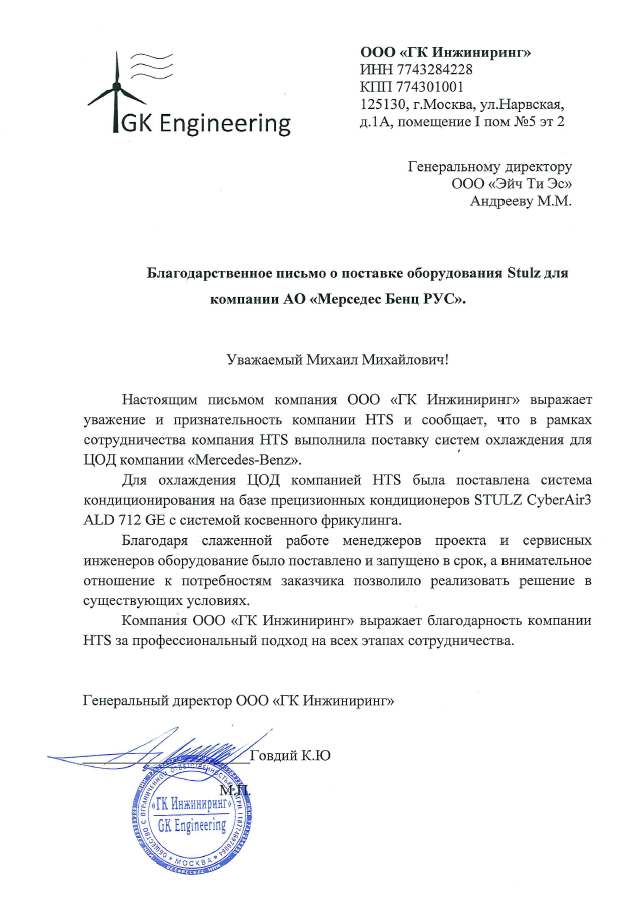 GK Engineering
ООО «ГК Инжиниринг»
ИНН 7743284228
КПП 774301001
125130, г.Москва, ул.Нарвская,
д.1А, помещение I пом №5 эт 2
Генеральному директору
ООО «Эйч Ти Эс»
Андрееву М.М.
Благодарственное письмо о поставке оборудования Stulz для
компании АО «Мерседес Бенц РУС».
Уважаемый Михаил Михайлович!
Настоящим письмом компания ООО «ГК Инжиниринг» выражает
уважение и признательность компании HTS и сообщает, что в рамках
сотрудничества компания HTS выполнила поставку систем охлаждения для
ЦОД компании «Mercedes-Benz».
Для охлаждения ЦОД компанией HTS была поставлена система
кондиционирования на базе прецизионных кондиционеров STULZ CyberAir3
ALD 712 GE с системой косвенного фрикулинга.
Благодаря слаженной работе менеджеров проекта и сервисных
инженеров оборудование было поставлено и запущено в срок, а внимательное
отношение к потребностям заказчика позволило реализовать решение в
существующих условиях.
Компания ООО «ГК Инжиниринг» выражает благодарность компании
HTS за профессиональный подход на всех этапах сотрудничества.
Генеральный директор ООО «ГК Инжиниринг»
Говдий К.Ю
М.П.
ОБЩЕСТВО С ОГРАНИЧЕННОЙ ОТВЕТСТВЕННОСТЬЮ
«ГК Инжиниринг»
GK Engineering
МОСКВА